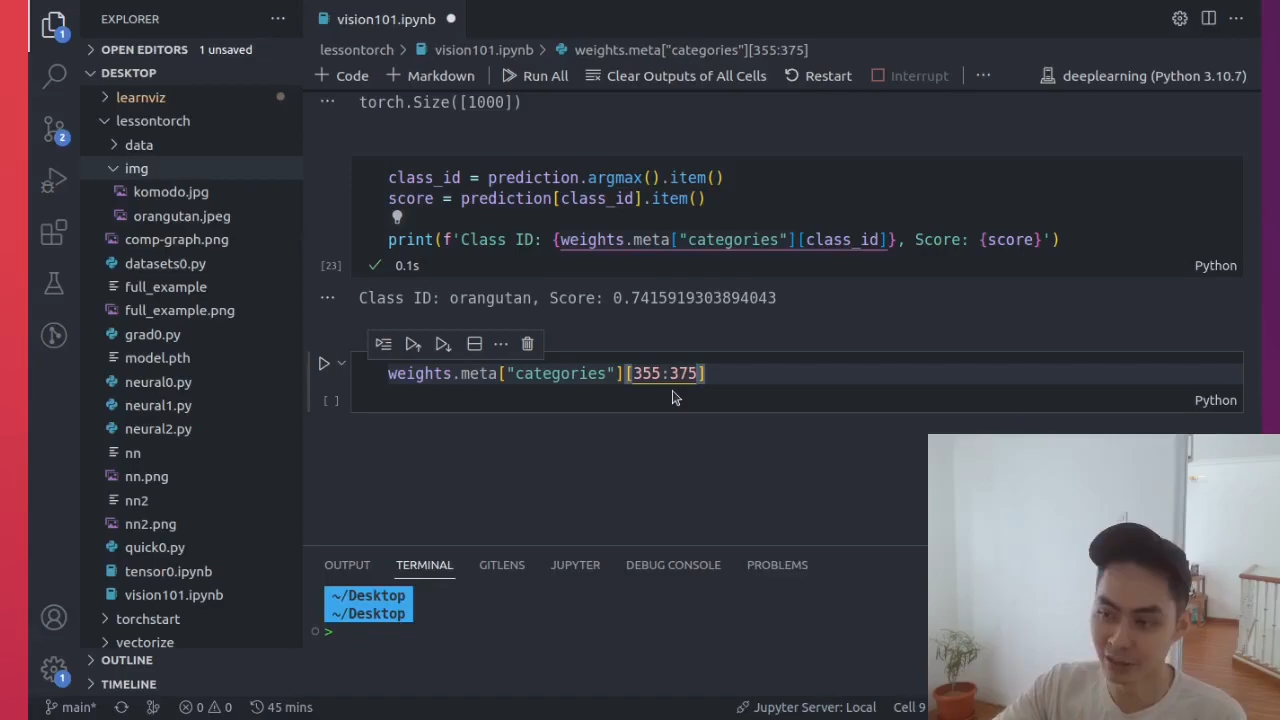 1
EXPLORER
vision101.ipynb
OPEN EDITORS 1 unsaved
lessontorch > vision101.ipynb > weights.meta["categories"][355:375]
DESKTOP
Code Markdown Run All Clear Outputs of All Cells Restart Interrupt deeplearning (Python 3.10.7)
learnviz
lessontorch
data
img
komodo.jpg
orangutan.jpeg
comp-graph.png
datasets0.py
full_example
full_example.png
grad0.py
model.pth
neural0.py
neural1.py
neural2.py
nn
nn.png
nn2
nn2.png
quick0.py
tensor0.ipynb
vision101.ipynb
torchstart
vectorize
OUTLINE
TIMELINE
2
1
torch.Size([1000])
class_id = prediction.argmax().item()
score = prediction[class_id].item()
print(f'Class ID: {weights.meta["categories"][class_id]}, Score: {score}')
[23] 0.1s Python
Class ID: orangutan, Score: 0.7415919303894043
weights.meta["categories"][355:375]
[ ] Python
OUTPUT TERMINAL GITLENS JUPYTER DEBUG CONSOLE PROBLEMS
~/Desktop
~/Desktop
>
main* 0 0 45 mins Jupyter Server: Local Cell 9